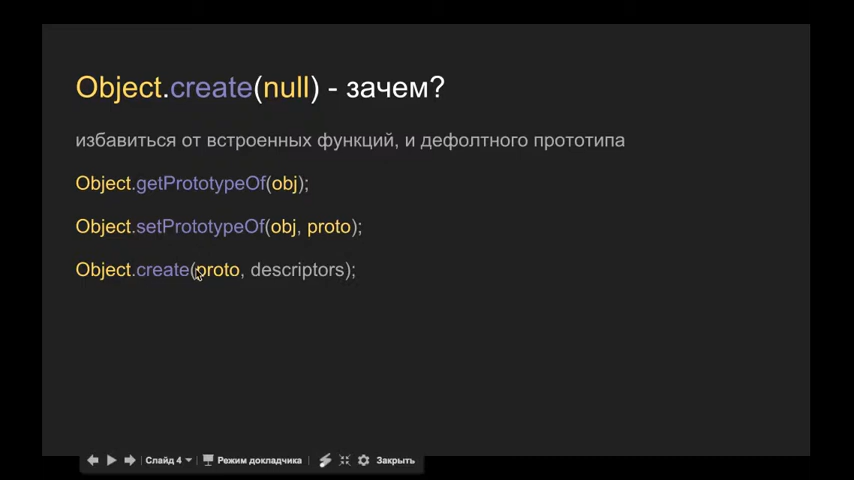 Object.create(null) - зачем?
избавиться от встроенных функций, и дефолтного прототипа
Object.getPrototypeOf(obj);
Object.setPrototypeOf(obj, proto);
Object.create(proto, descriptors);
Слайд 4 Режим докладчика Закрыть